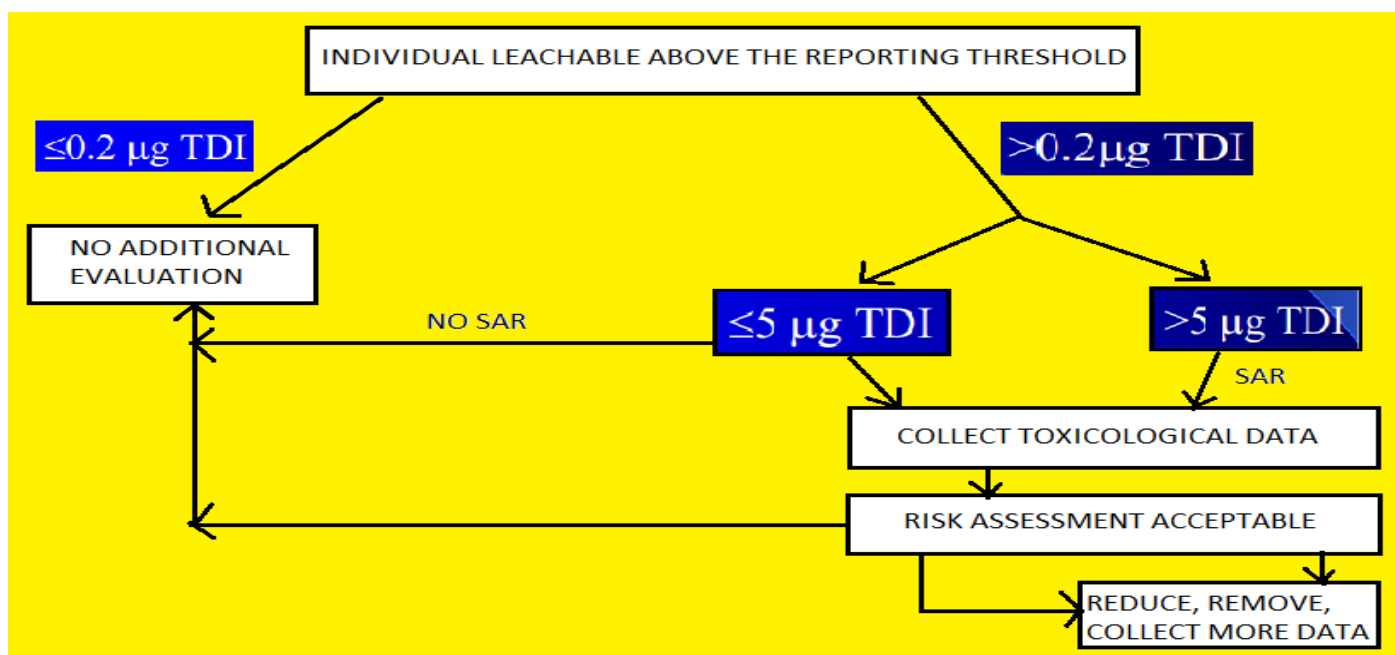 INDIVIDUAL LEACHABLE ABOVE THE REPORTING THRESHOLD
≤0.2 μg TDI
>0.2μg TDI
NO ADDITIONAL
EVALUATION
NO SAR
≤5 μg TDI
>5 μg TDI
SAR
COLLECT TOXICOLOGICAL DATA
RISK ASSESSMENT ACCEPTABLE
REDUCE, REMOVE,
COLLECT MORE DATA